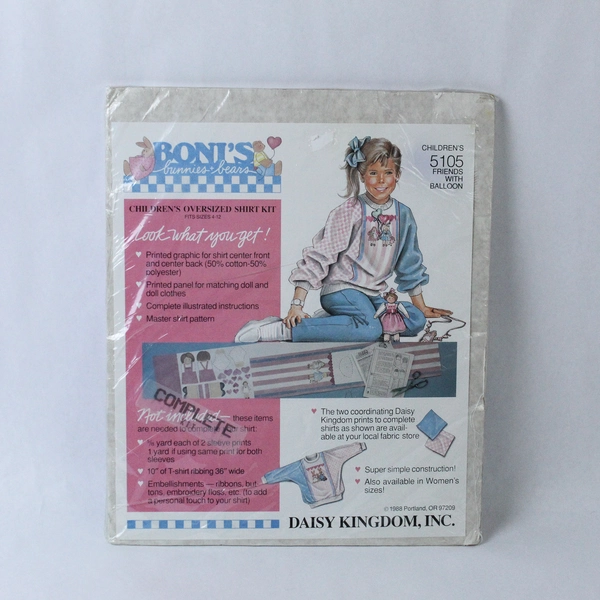 BONI'S
bunnies & bears
CHILDREN'S
5105
FRIENDS
WITH
BALLOON
CHILDREN'S OVERSIZED SHIRT KIT
FITS-SIZES 4-12
Look what you get!
Printed graphic for shirt center front
and center back (50% cotton-50%
polyester)
Printed panel for matching doll and
doll clothes
Complete illustrated instructions
Master shirt pattern
COMPLETE
Not included— these items
are needed to complete shirt:
yard each of 2 sleeve prints
1 yard if using same print for both
sleeves
10" of T-shirt ribbing 36" wide
Embellishments — ribbons, but-
tons, embroidery floss, etc. (to add
a personal touch to your shirt)
The two coordinating Daisy
Kingdom prints to complete
shirts as shown are avail-
able at your local fabric store
Super simple construction!
Also available in Women's
sizes!
© 1988 Portland, OR 97209
DAISY KINGDOM, INC.